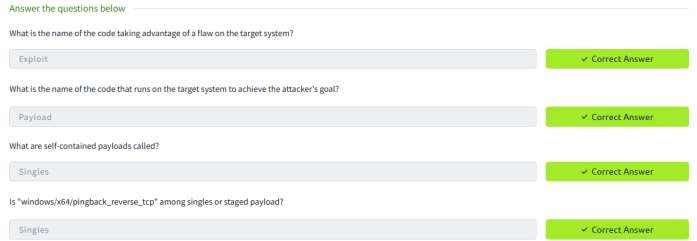 Answer the questions below
What is the name of the code taking advantage of a flaw on the target system?
Exploit
✓ Correct Answer
What is the name of the code that runs on the target system to achieve the attacker's goal?
Payload
✓ Correct Answer
What are self-contained payloads called?
Singles
✓ Correct Answer
Is "windows/x64/pingback_reverse_tcp" among singles or staged payload?
Singles
✓ Correct Answer